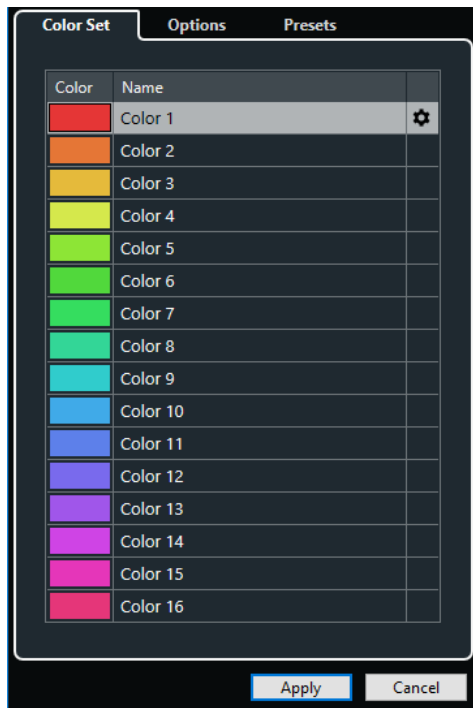 Color Set Options Presets
Color Name
Color 1
Color 2
Color 3
Color 4
Color 5
Color 6
Color 7
Color 8
Color 9
Color 10
Color 11
Color 12
Color 13
Color 14
Color 15
Color 16
Apply Cancel